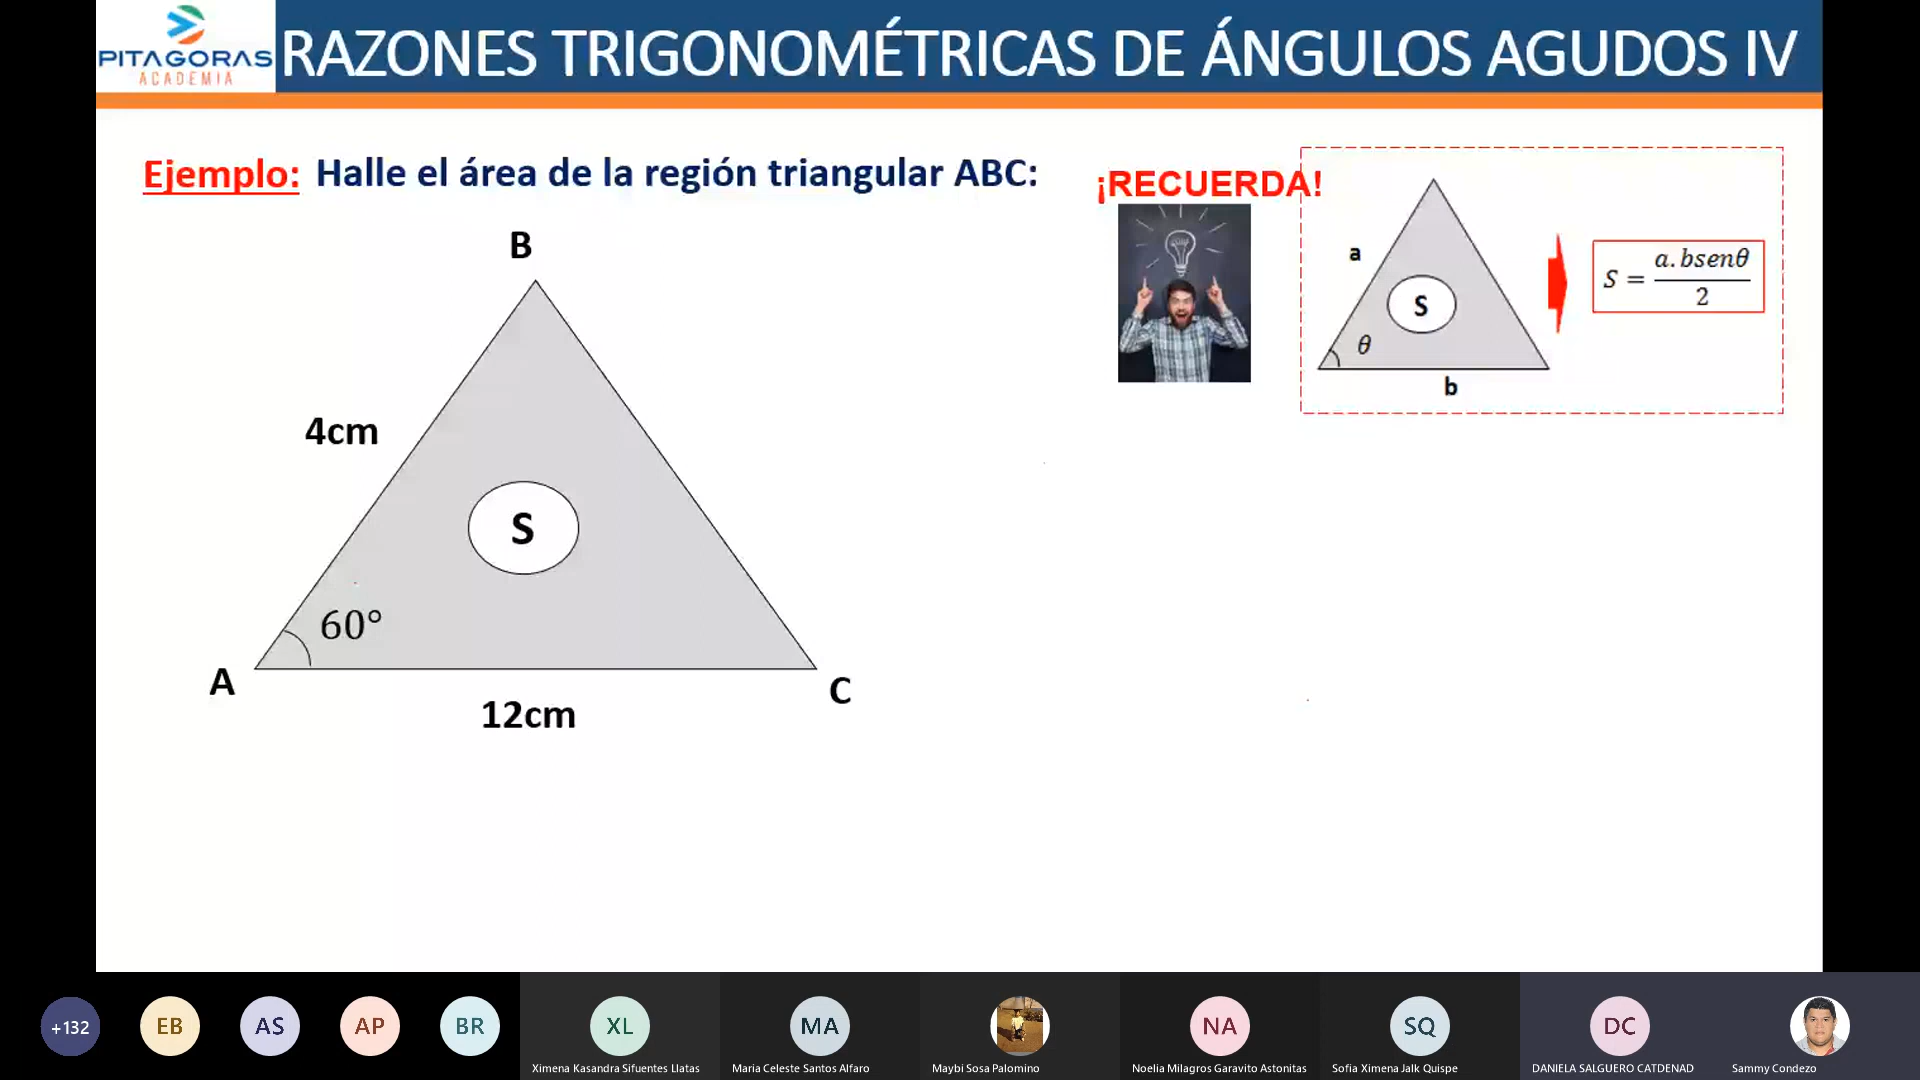 PITAGORAS
ACADEMIA
RAZONES TRIGONOMÉTRICAS DE ÁNGULOS AGUDOS IV
Ejemplo: Halle el área de la región triangular ABC:
¡RECUERDA!
B
4cm
S
60°
A
C
12cm
a
S
θ
b
S = a.bsenθ / 2
+132
EB
AS
AP
BR
XL
MA
NA
SQ
DC
Ximena Kasandra Sifuentes Llatas
Maria Celeste Santos Alfaro
Maybi Sosa Palomino
Noelia Milagros Garavito Astonitas
Sofia Ximena Jalk Quispe
DANIELA SALGUERO CATDENAD
Sammy Condezo